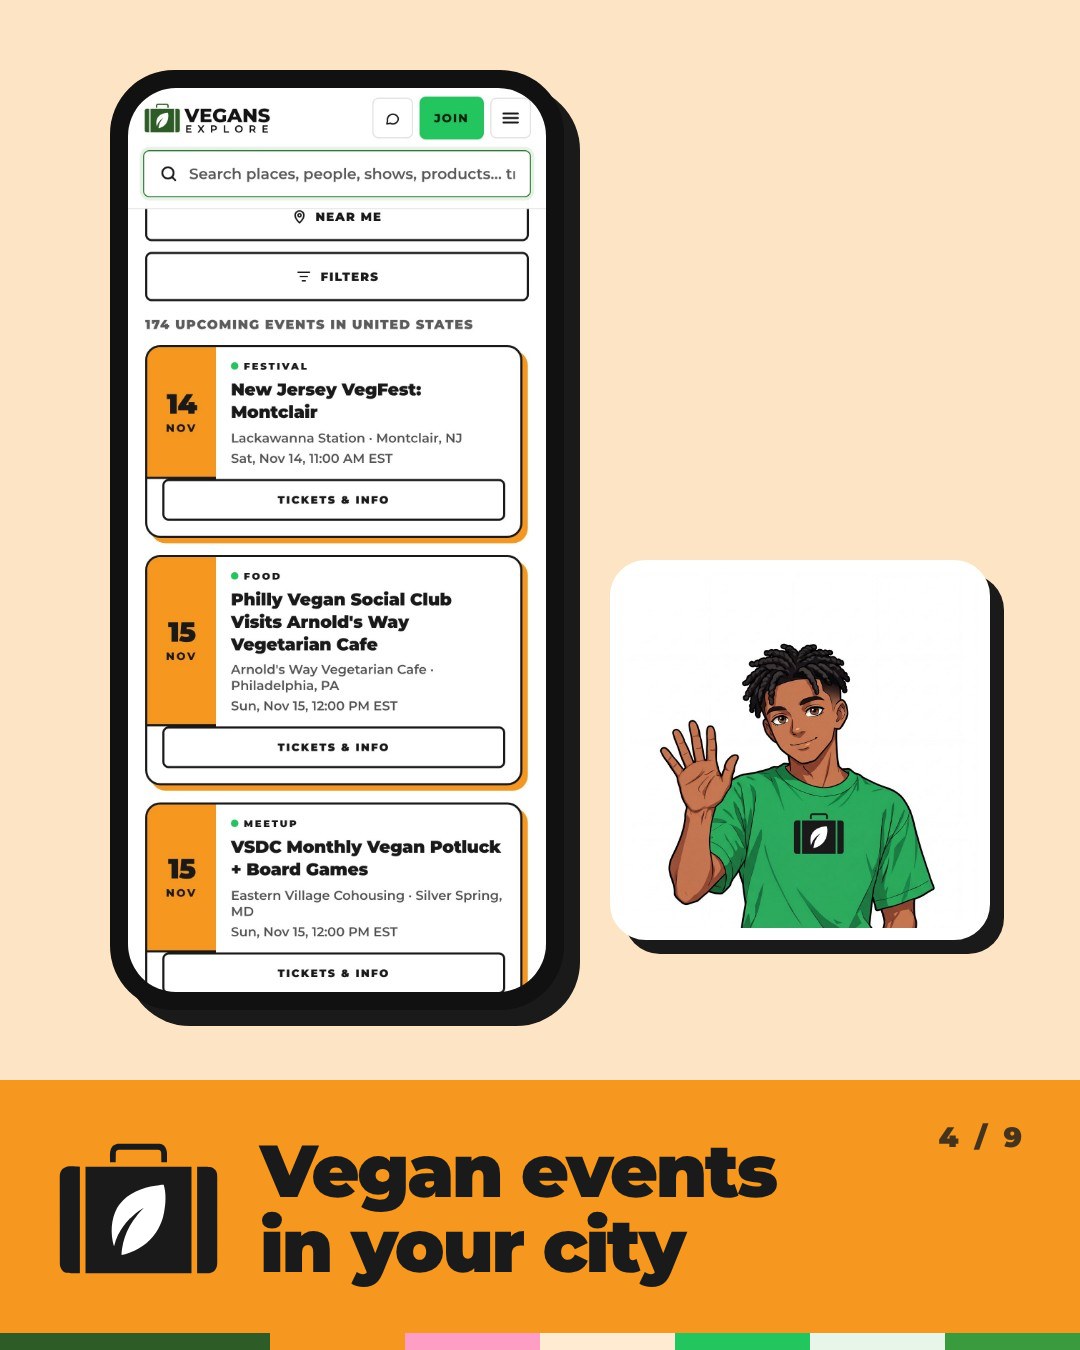 VEGANS
EXPLORE
JOIN
Search places, people, shows, products... tr
NEAR ME
FILTERS
174 UPCOMING EVENTS IN UNITED STATES
14
NOV
FESTIVAL
New Jersey VegFest:
Montclair
Lackawanna Station · Montclair, NJ
Sat, Nov 14, 11:00 AM EST
TICKETS & INFO
15
NOV
FOOD
Philly Vegan Social Club
Visits Arnold's Way
Vegetarian Cafe
Arnold's Way Vegetarian Cafe ·
Philadelphia, PA
Sun, Nov 15, 12:00 PM EST
TICKETS & INFO
15
NOV
MEETUP
VSDC Monthly Vegan Potluck
+ Board Games
Eastern Village Cohousing · Silver Spring,
MD
Sun, Nov 15, 12:00 PM EST
TICKETS & INFO
4 / 9
Vegan events
in your city